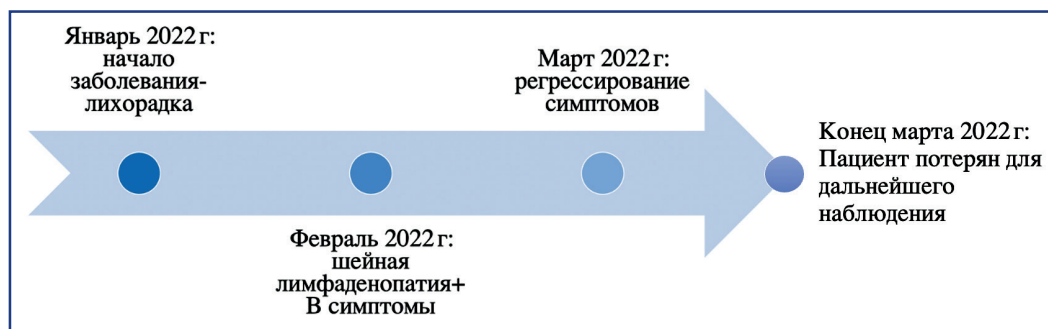 Январь 2022 г:
начало
заболевания-
лихорадка
Февраль 2022 г:
шейная
лимфаденопатия+
В симптомы
Март 2022 г:
регрессирование
симптомов
Конец марта 2022 г:
Пациент потерян для
дальнейшего
наблюдения